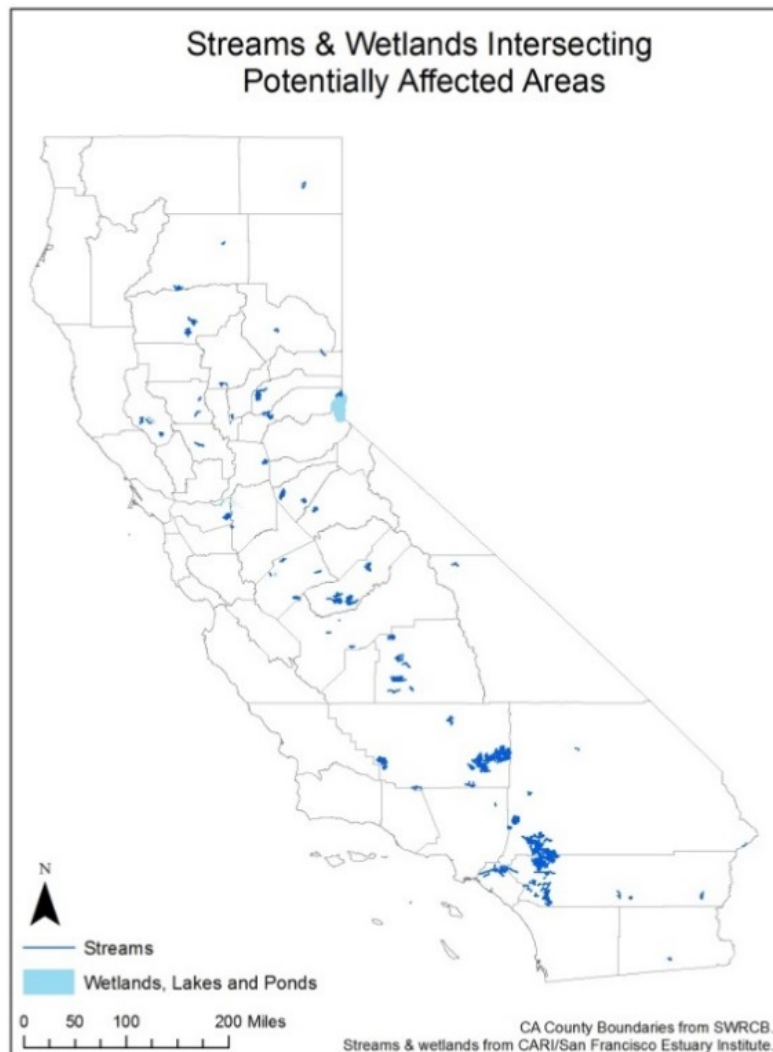 Streams & Wetlands Intersecting
Potentially Affected Areas
N
Streams
Wetlands, Lakes and Ponds
0 50 100 200 Miles
CA County Boundaries from SWRCB.
Streams & wetlands from CARI/San Francisco Estuary Institute.